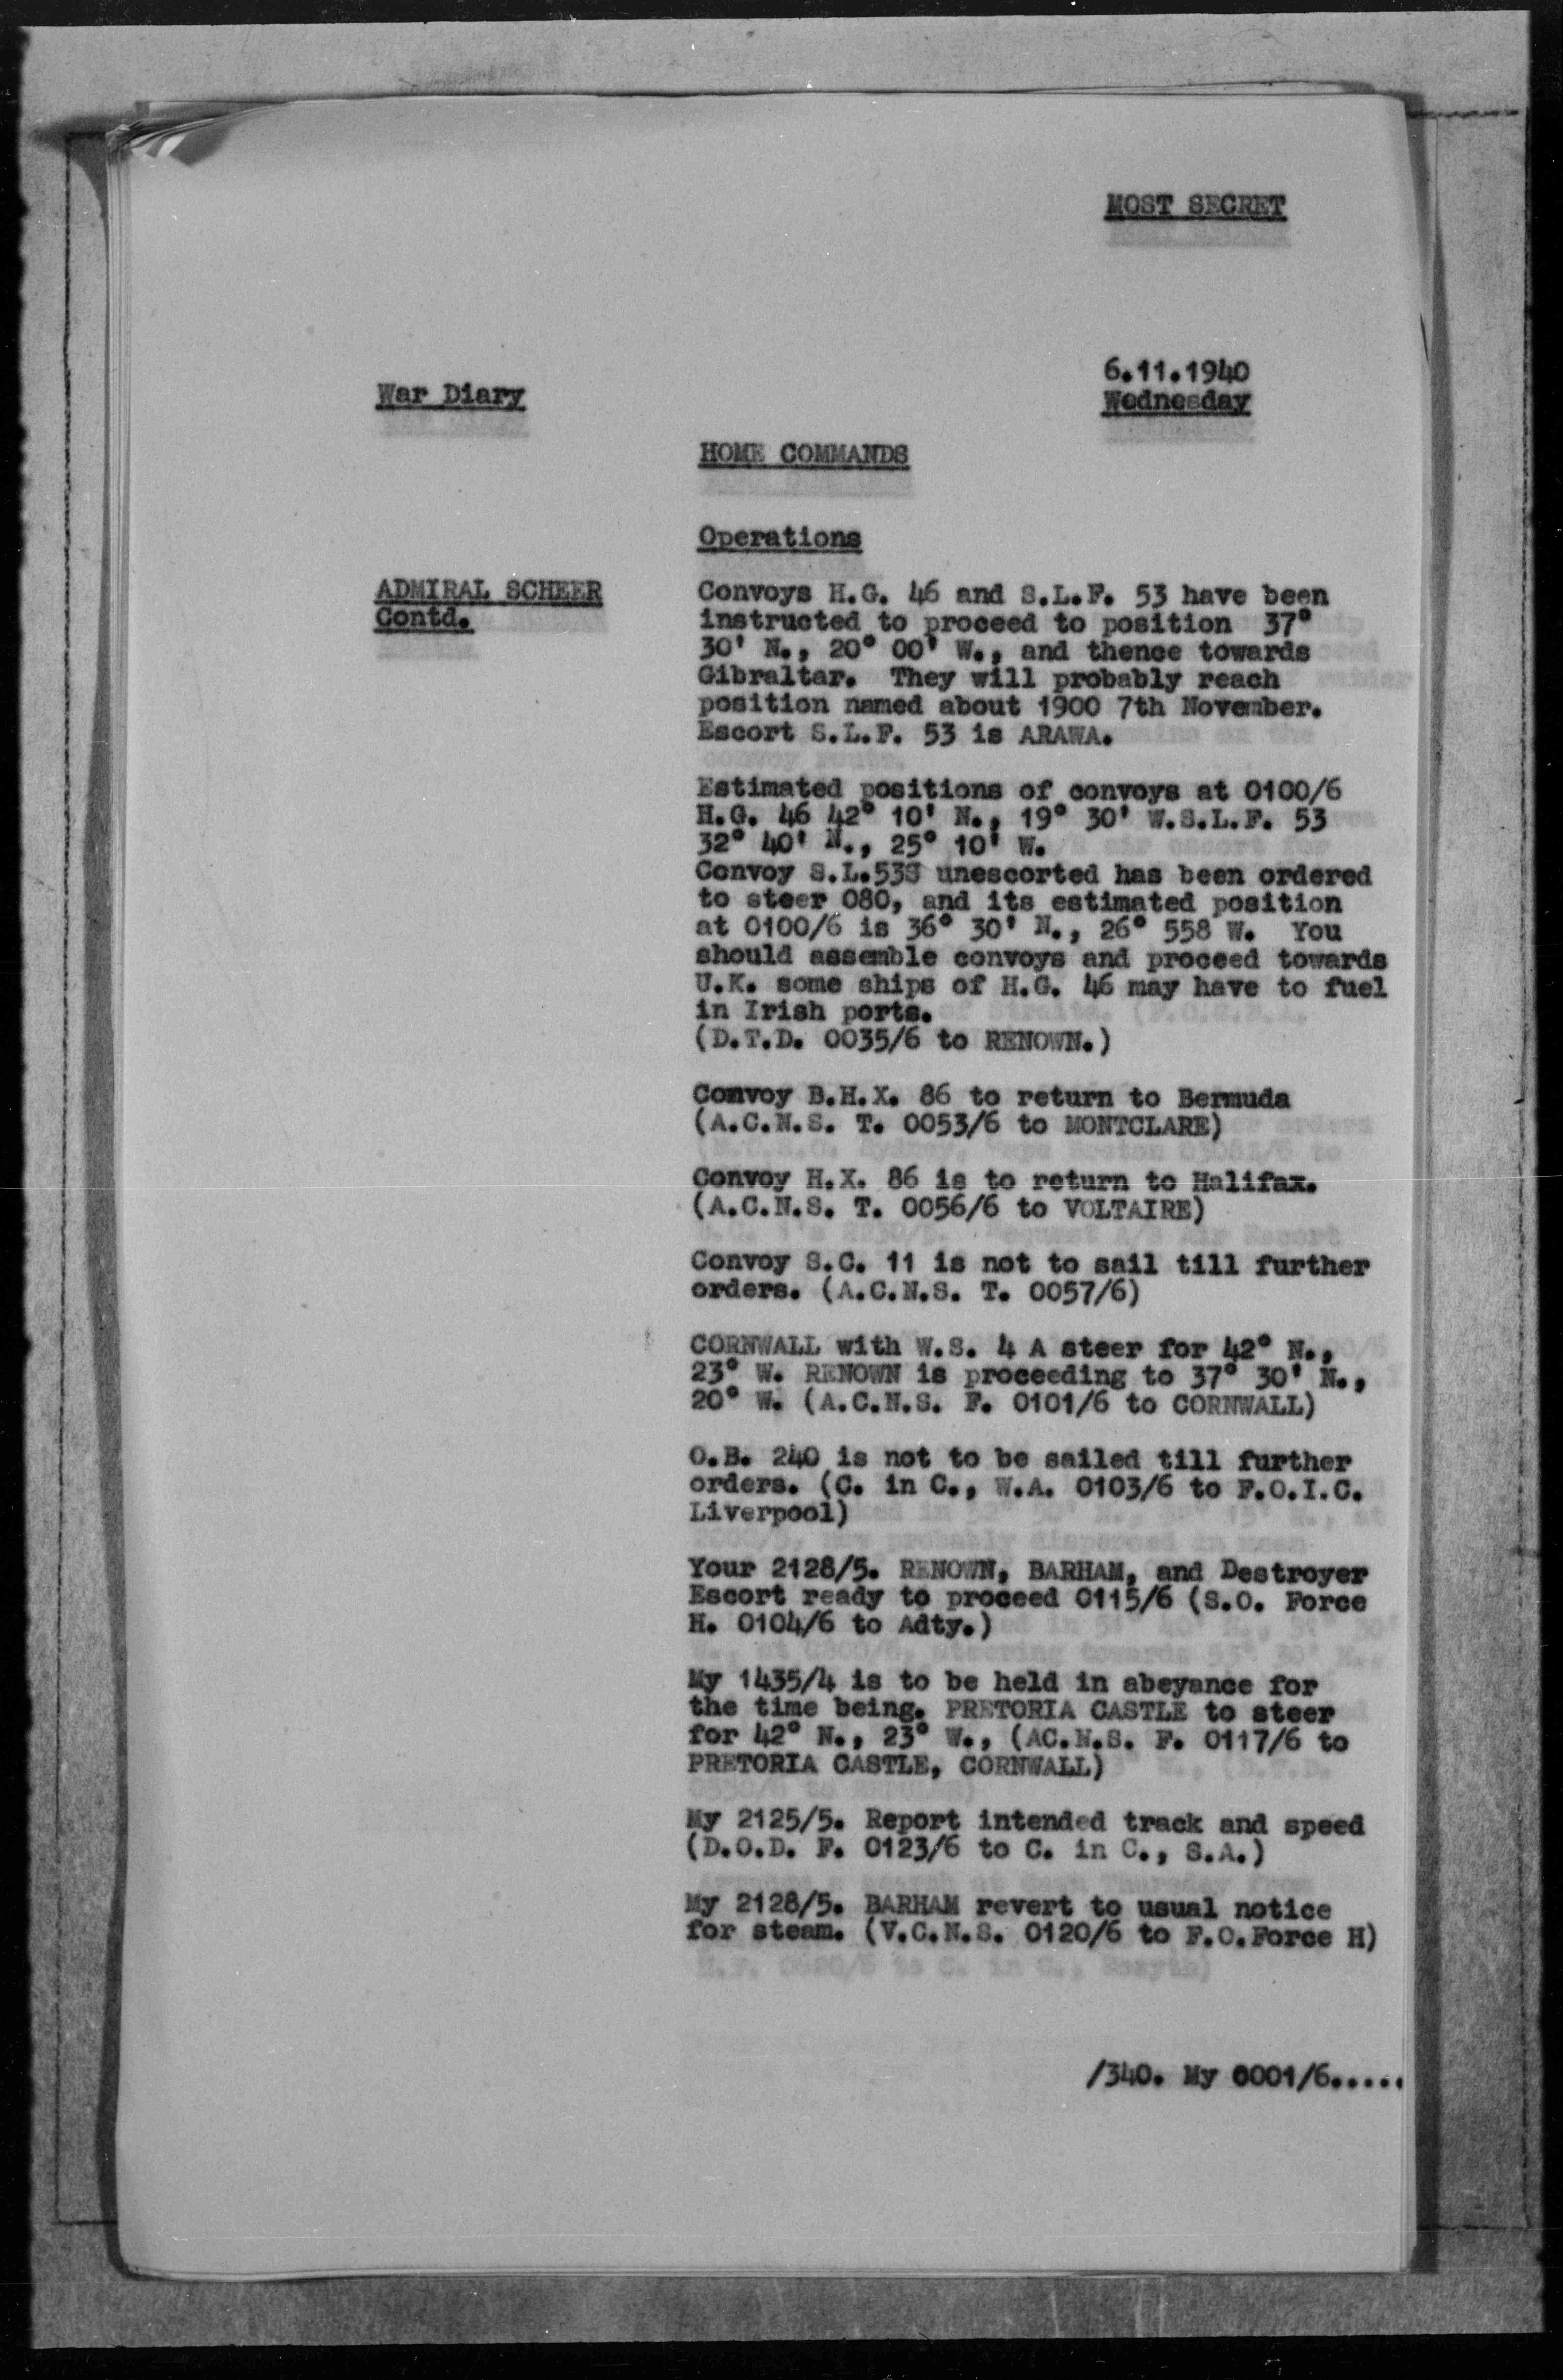 MOST SECRET
6.11.1940
War Diary
Wednesday
HOME COMMANDS
Operations
ADMIRAL SCHEER
Contd.
Convoys H.G. 46 and S.L.F. 53 have been
instructed to proceed to position 37°
30' N., 20° 00' W., and thence towards
Gibraltar. They will probably reach
position named about 1900 7th November.
Escort S.L.F. 53 is ARAWA.
Estimated positions of convoys at 0100/6
H.G. 46 42° 10' N., 19° 30' W.S.L.F. 53
32° 40' N., 25° 10' W.
Convoy S.L.53S unescorted has been ordered
to steer 080, and its estimated position
at 0100/6 is 36° 30' N., 26° 558 W. You
should assemble convoys and proceed towards
U.K. some ships of H.G. 46 may have to fuel
in Irish ports.
(D.T.D. 0035/6 to RENOWN.)
Convoy B.H.X. 86 to return to Bermuda
(A.C.N.S. T. 0053/6 to MONTCLARE)
Convoy H.X. 86 is to return to Halifax.
(A.C.N.S. T. 0056/6 to VOLTAIRE)
Convoy S.C. 11 is not to sail till further
orders. (A.C.N.S. T. 0057/6)
CORNWALL with W.S. 4 A steer for 42° N.,
23° W. RENOWN is proceeding to 37° 30' N.,
20° W. (A.C.N.S. F. 0101/6 to CORNWALL)
O.B. 240 is not to be sailed till further
orders. (C. in C., W.A. 0103/6 to F.O.I.C.
Liverpool)
Your 2128/5. RENOWN, BARHAM, and Destroyer
Escort ready to proceed 0115/6 (S.O. Force
H. 0104/6 to Adty.)
My 1435/4 is to be held in abeyance for
the time being. PRETORIA CASTLE to steer
for 42° N., 23° W., (AC.N.S. F. 0117/6 to
PRETORIA CASTLE, CORNWALL)
My 2125/5. Report intended track and speed
(D.O.D. F. 0123/6 to C. in C., S.A.)
My 2128/5. BARHAM revert to usual notice
for steam. (V.C.N.S. 0120/6 to F.O.Force H)
/340. My 0001/6.....